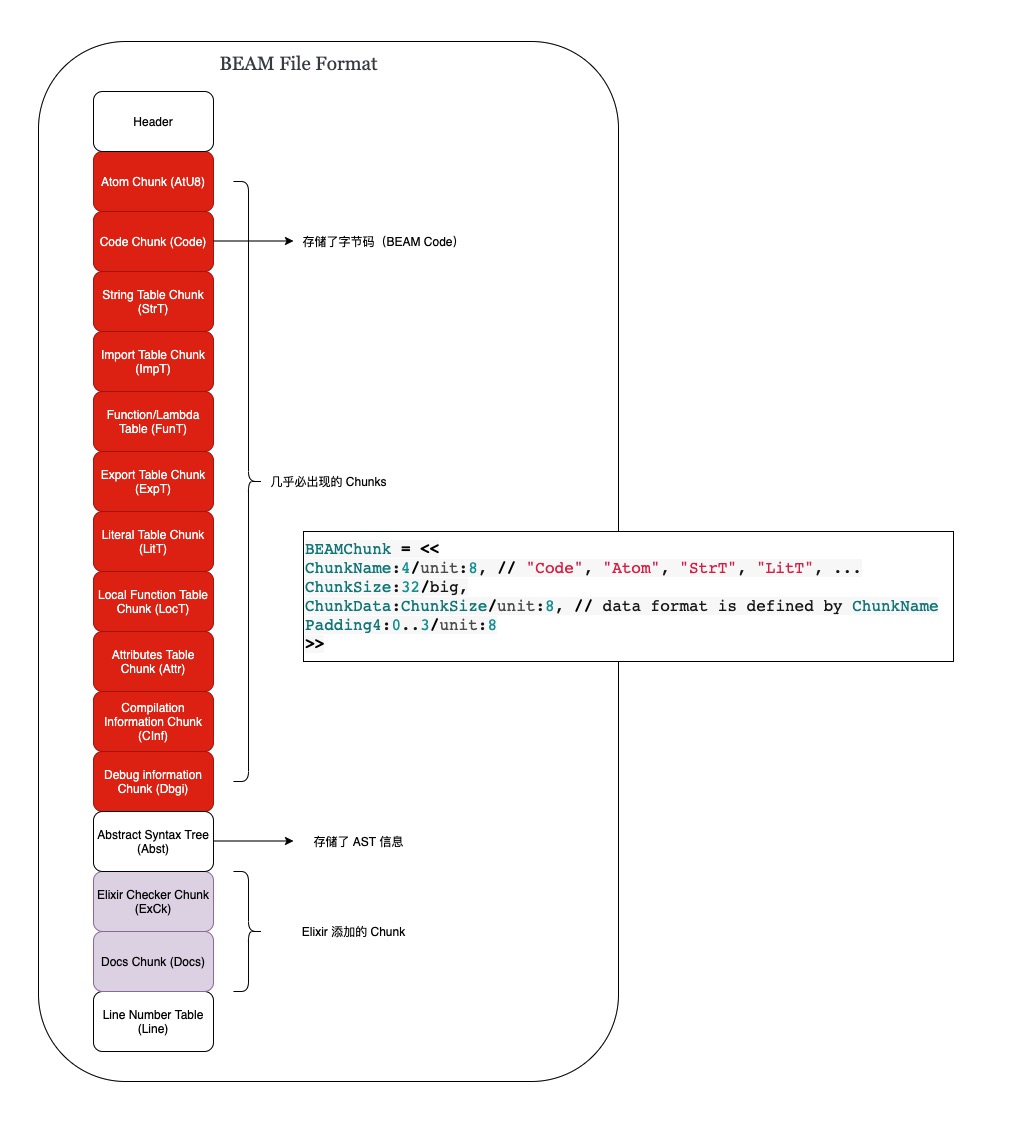 BEAM File Format
Header
Atom Chunk (AtU8)
Code Chunk (Code)
存储了字节码（BEAM Code）
String Table Chunk
(StrT)
Import Table Chunk
(ImpT)
Function/Lambda
Table (FunT)
Export Table Chunk
(ExpT)
几乎必出现的 Chunks
Literal Table Chunk
(LitT)
Local Function Table
Chunk (LocT)
Attributes Table
Chunk (Attr)
Compilation
Information Chunk
(CInf)
Debug information
Chunk (Dbgi)
BEAMChunk = <<
ChunkName:4/unit:8, // "Code", "Atom", "StrT", "LitT", ...
ChunkSize:32/big,
ChunkData:ChunkSize/unit:8, // data format is defined by ChunkName
Padding4:0..3/unit:8
>>
Abstract Syntax Tree
(Abst)
存储了 AST 信息
Elixir Checker Chunk
(ExCk)
Elixir 添加的 Chunk
Docs Chunk (Docs)
Line Number Table
(Line)